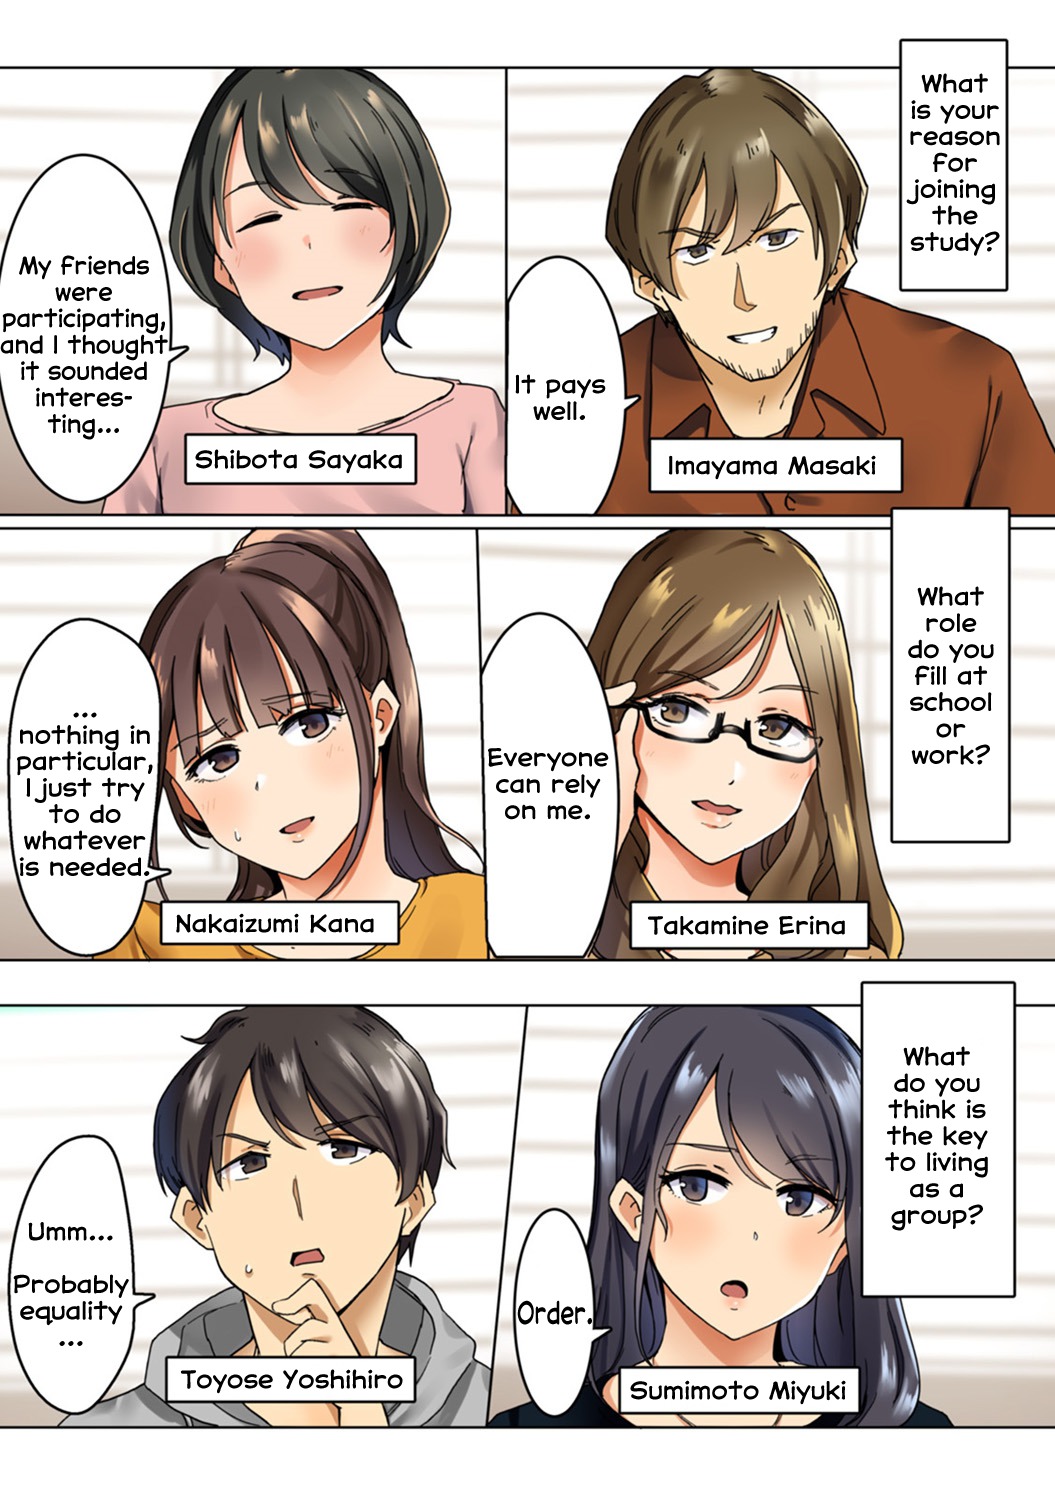 What
is your
reason
for
joining
the
study?
It pays
well.
Imayama Masaki
My friends
were
participating,
and I thought
it sounded
interes-
ting...
Shibota Sayaka
What
role
do you
fill at
school
or
work?
Everyone
can rely
on me.
Takamine Erina
...
nothing in
particular,
I just try
to do
whatever
is needed.
Nakaizumi Kana
What
do you
think is
the key
to living
as a
group?
Order.
Sumimoto Miyuki
Umm...
Probably
equality
...
Toyose Yoshihiro